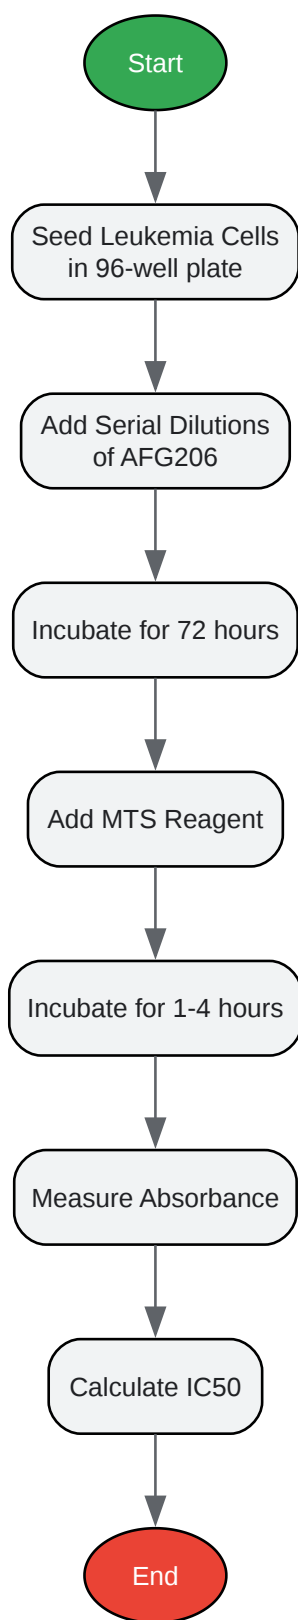 Start
Seed Leukemia Cells
in 96-well plate
Add Serial Dilutions
of AFG206
Incubate for 72 hours
Add MTS Reagent
Incubate for 1-4 hours
Measure Absorbance
Calculate IC50
End